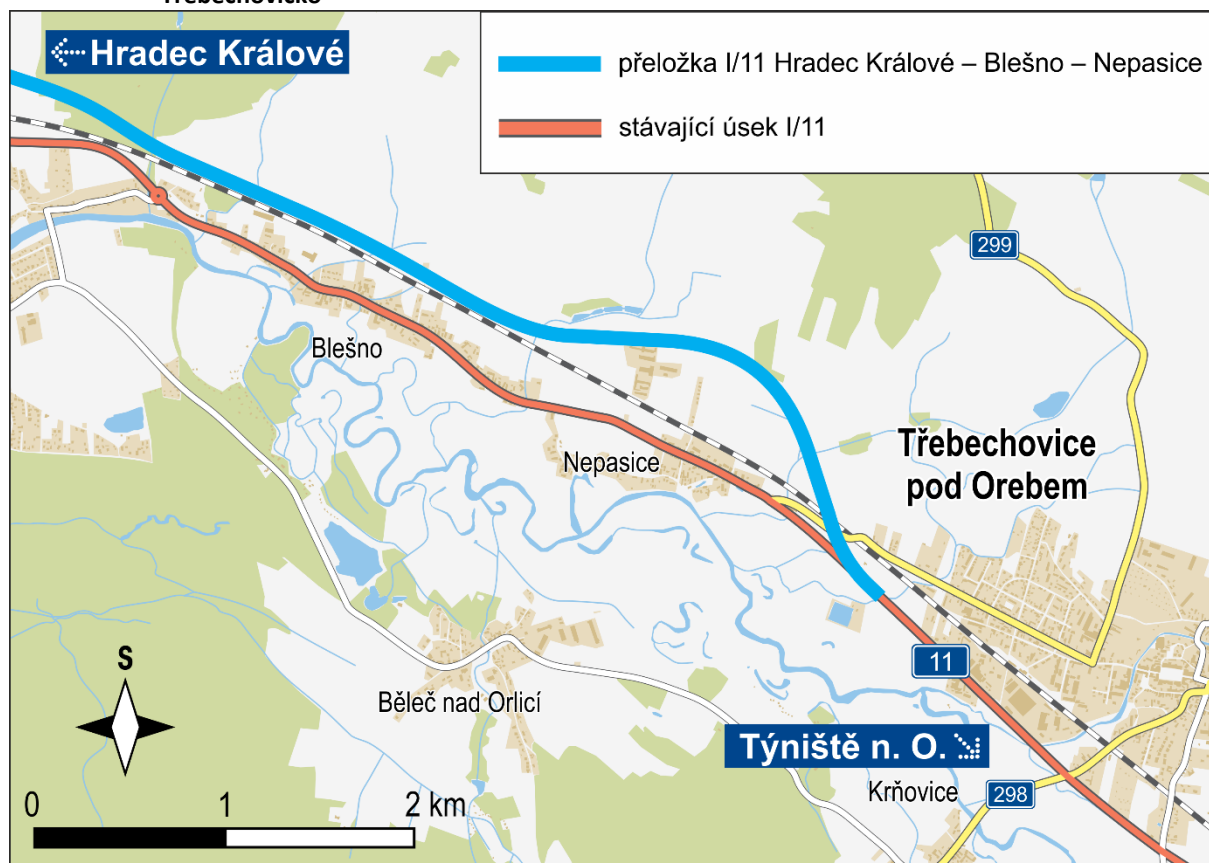 Třebechovicko
Hradec Králové
přeložka I/11 Hradec Králové – Blešno – Nepasice
stávající úsek I/11
299
Blešno
Nepasice
Třebechovice
pod Orebem
11
S
Běleč nad Orlicí
Týniště n. O.
Krňovice
298
0 1 2 km